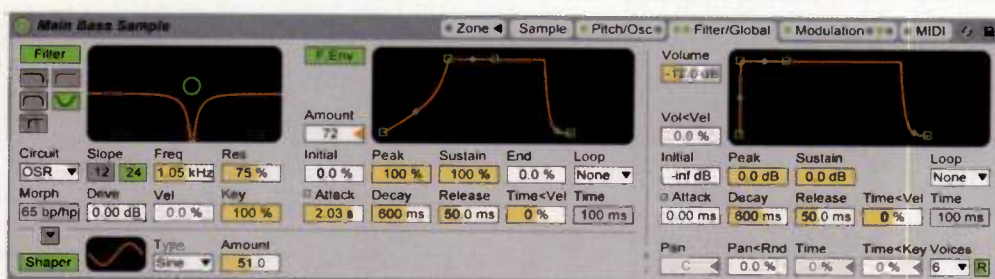 Main Bass Sample
Zone ◄ Sample Pitch/Osc Filter/Global Modulation MIDI
Filter
F.Env
Volume
-12.0 dB
Amount
72
Vol<Vel
0.0 %
Circuit Slope Freq Res
OSR ▼ 12 24 1.05 kHz 75 %
Initial Peak Sustain End Loop
0.0 % 100 % 100 % 0.0 % None ▼
Initial Peak Sustain Loop
-inf dB 0.0 dB 0.0 dB None ▼
Morph Drive Vel Key
65 bp/hp 0.00 dB 0.0 % 100 %
Attack Decay Release Time<Vel Time
2.03 s 600 ms 50.0 ms 0 % 100 ms
Attack Decay Release Time<Vel Time
0.00 ms 600 ms 50.0 ms 0 % 100 ms
Shaper Type Amount
Sine ▼ 51.0
Pan Pan<Rnd Time Time<Key Voices
C 0.0 % 0 % 0 % 6 ▼ R